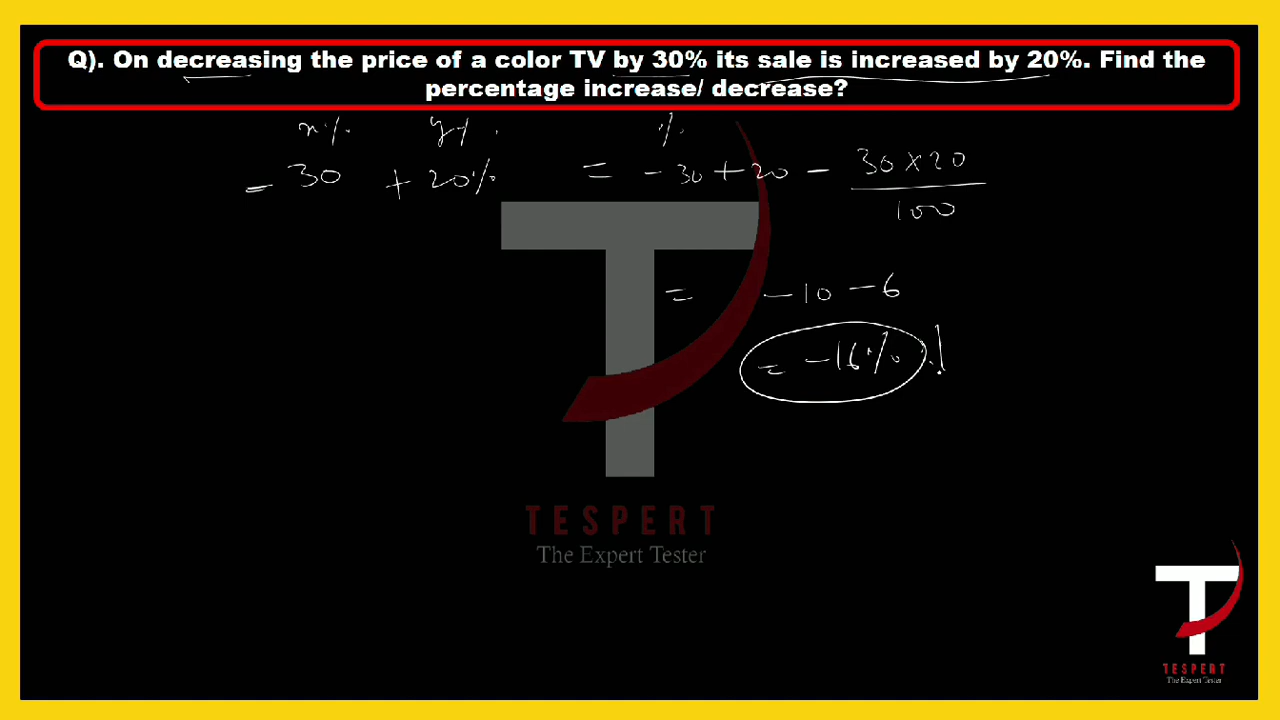 Q). On decreasing the price of a color TV by 30% its sale is increased by 20%. Find the
percentage increase/ decrease?
x% y% %
- 30 + 20% = - 30 + 20 - 30 × 20 / 100
= - 10 - 6
= - 16%
TESPERT
The Expert Tester
TESPERT
The Expert Tester